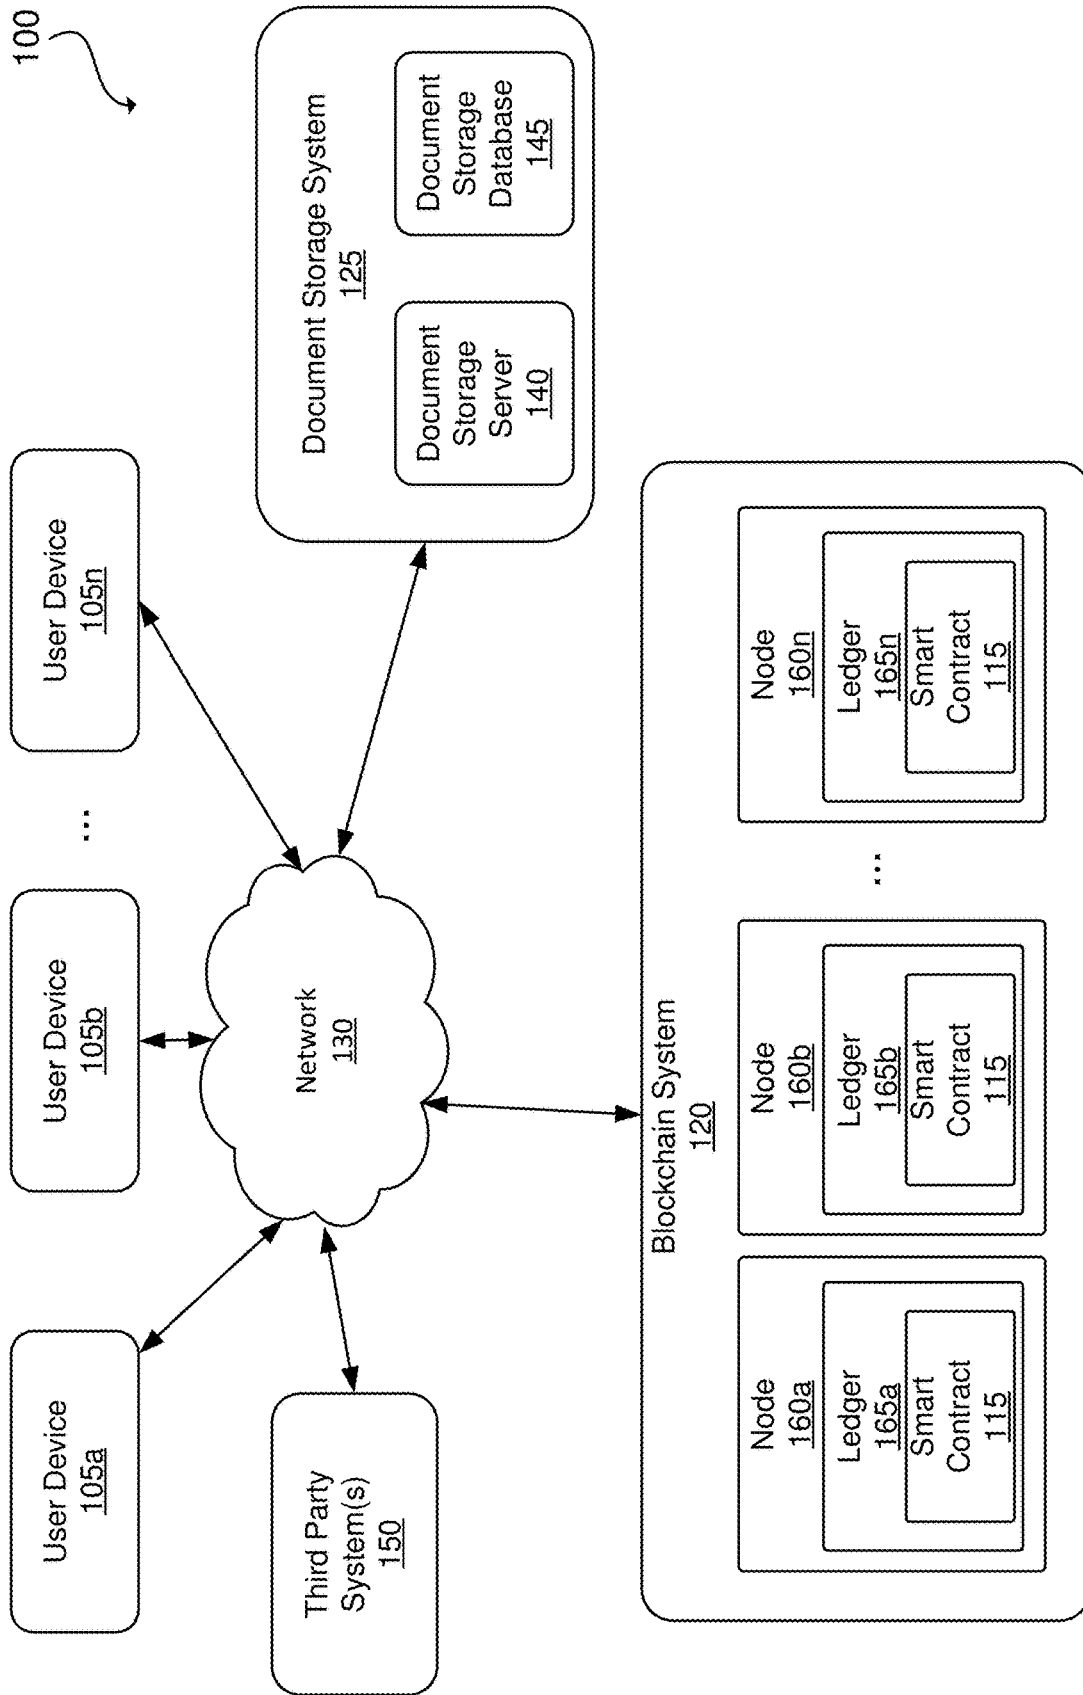 100
User Device
105a
User Device
105b
...
User Device
105n
Third Party
System(s)
150
Network
130
Document Storage System
125
Document
Storage
Server
140
Document
Storage
Database
145
Blockchain System
120
Node
160a
Ledger
165a
Smart
Contract
115
Node
160b
Ledger
165b
Smart
Contract
115
...
Node
160n
Ledger
165n
Smart
Contract
115